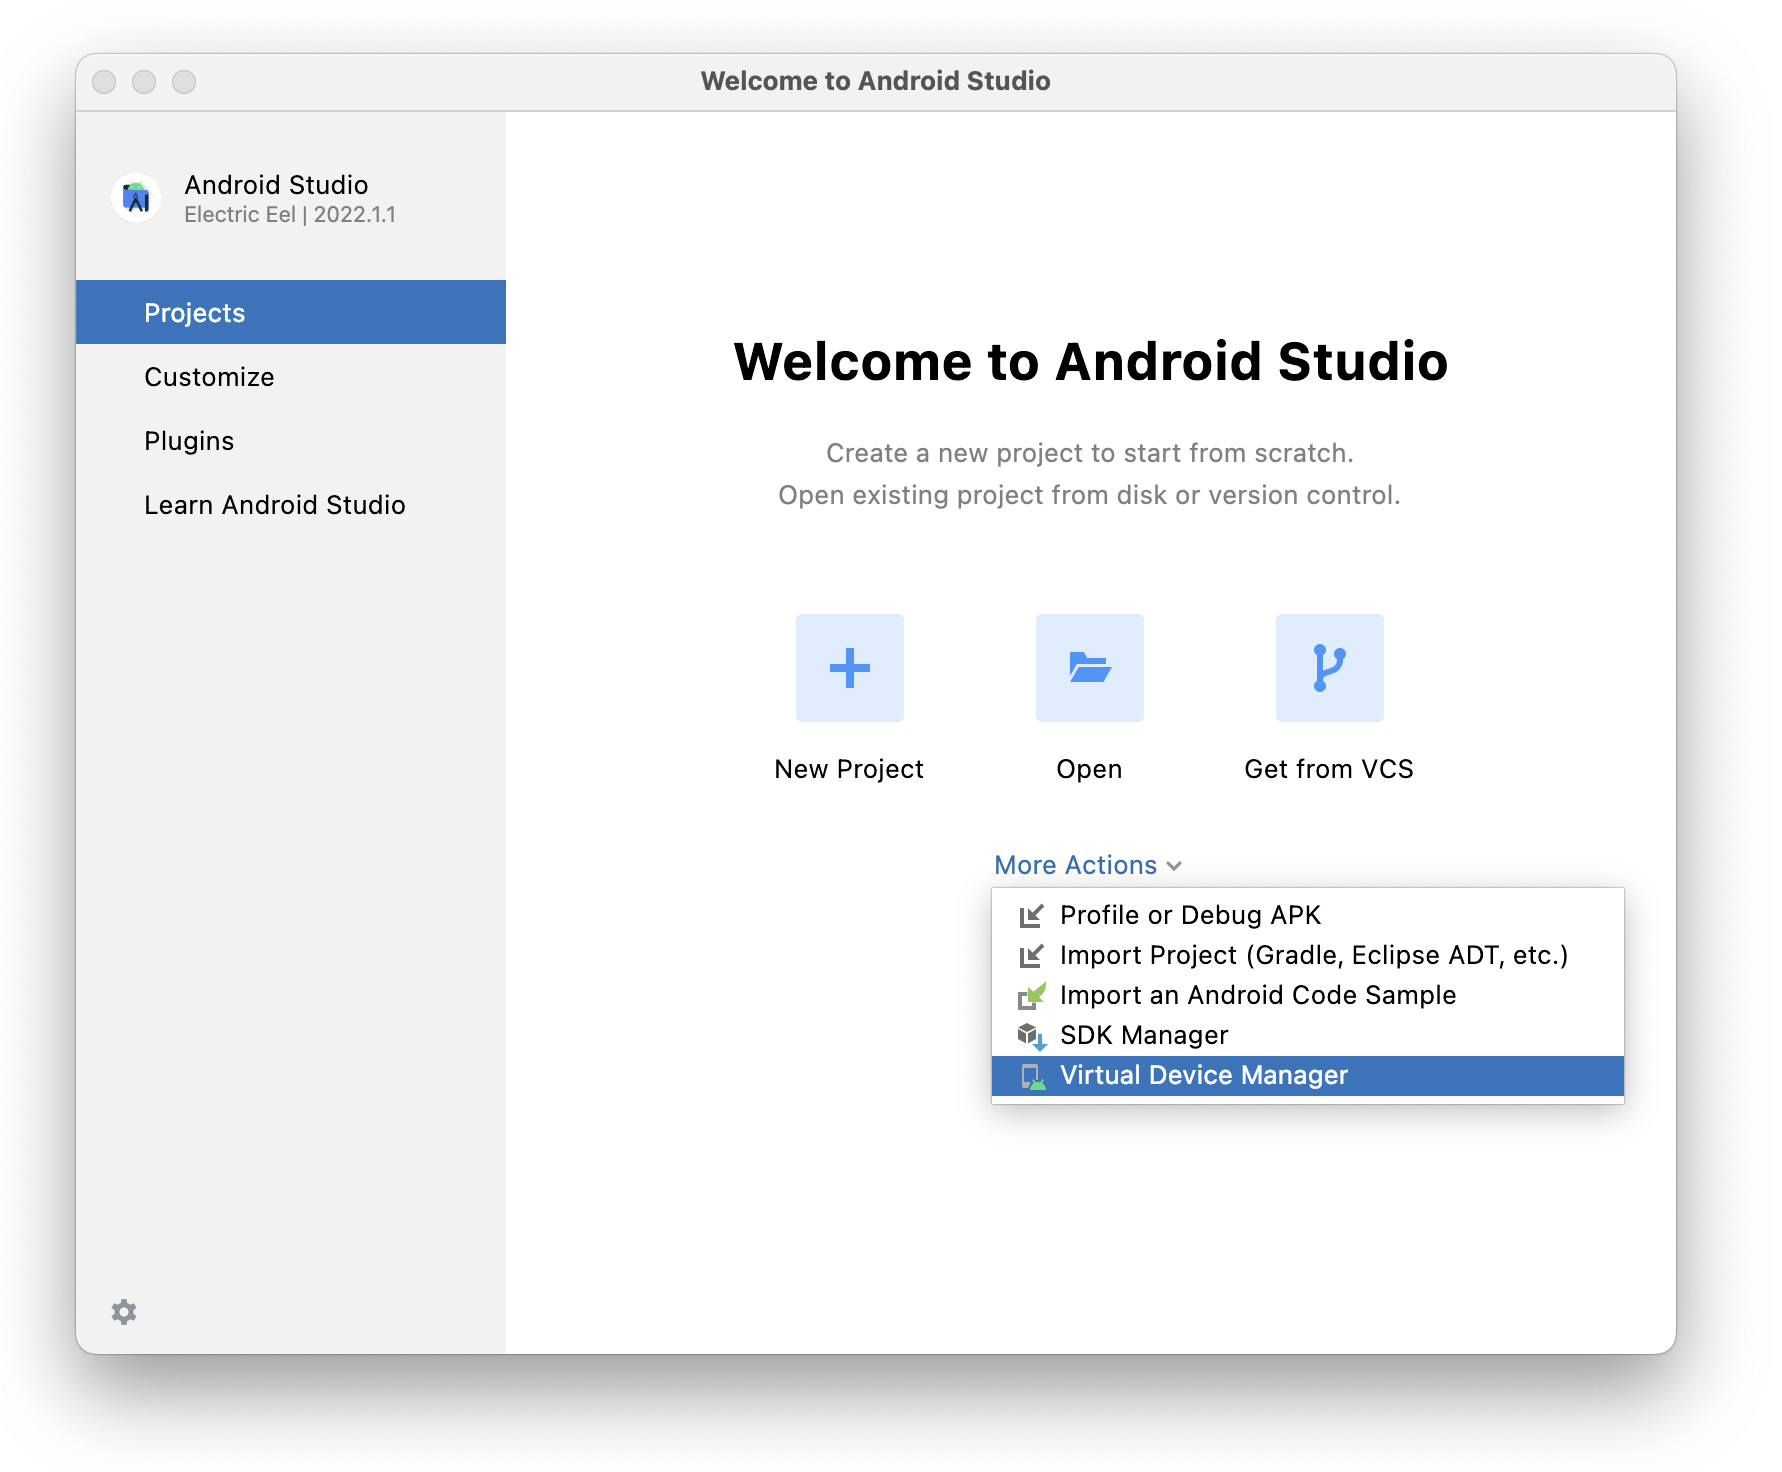 Welcome to Android Studio
Android Studio
Electric Eel | 2022.1.1
Projects
Customize
Plugins
Learn Android Studio
Welcome to Android Studio
Create a new project to start from scratch.
Open existing project from disk or version control.
New Project
Open
Get from VCS
More Actions
Profile or Debug APK
Import Project (Gradle, Eclipse ADT, etc.)
Import an Android Code Sample
SDK Manager
Virtual Device Manager